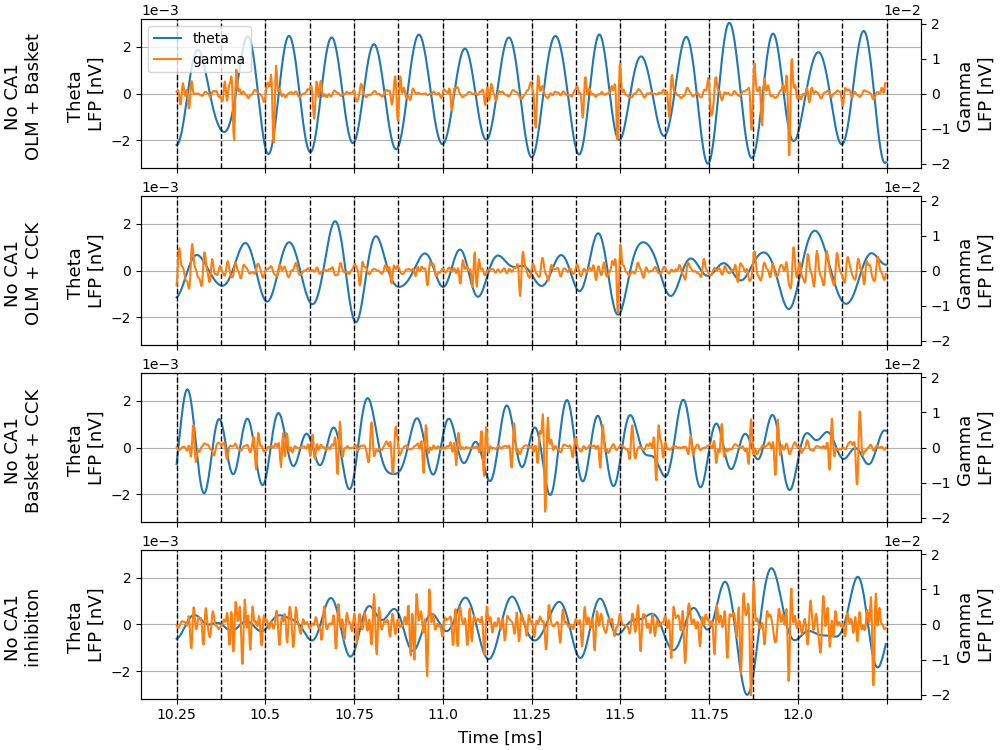 1e−3
1e−2
No CA1
OLM + Basket
Theta
LFP [nV]
2
0
−2
theta
gamma
2
1
0
−1
−2
Gamma
LFP [nV]
1e−3
1e−2
No CA1
OLM + CCK
Theta
LFP [nV]
2
0
−2
2
1
0
−1
−2
Gamma
LFP [nV]
1e−3
1e−2
No CA1
Basket + CCK
Theta
LFP [nV]
2
0
−2
2
1
0
−1
−2
Gamma
LFP [nV]
1e−3
1e−2
No CA1
inhibiton
Theta
LFP [nV]
2
0
−2
2
1
0
−1
−2
Gamma
LFP [nV]
10.25 10.5 10.75 11.0 11.25 11.5 11.75 12.0
Time [ms]